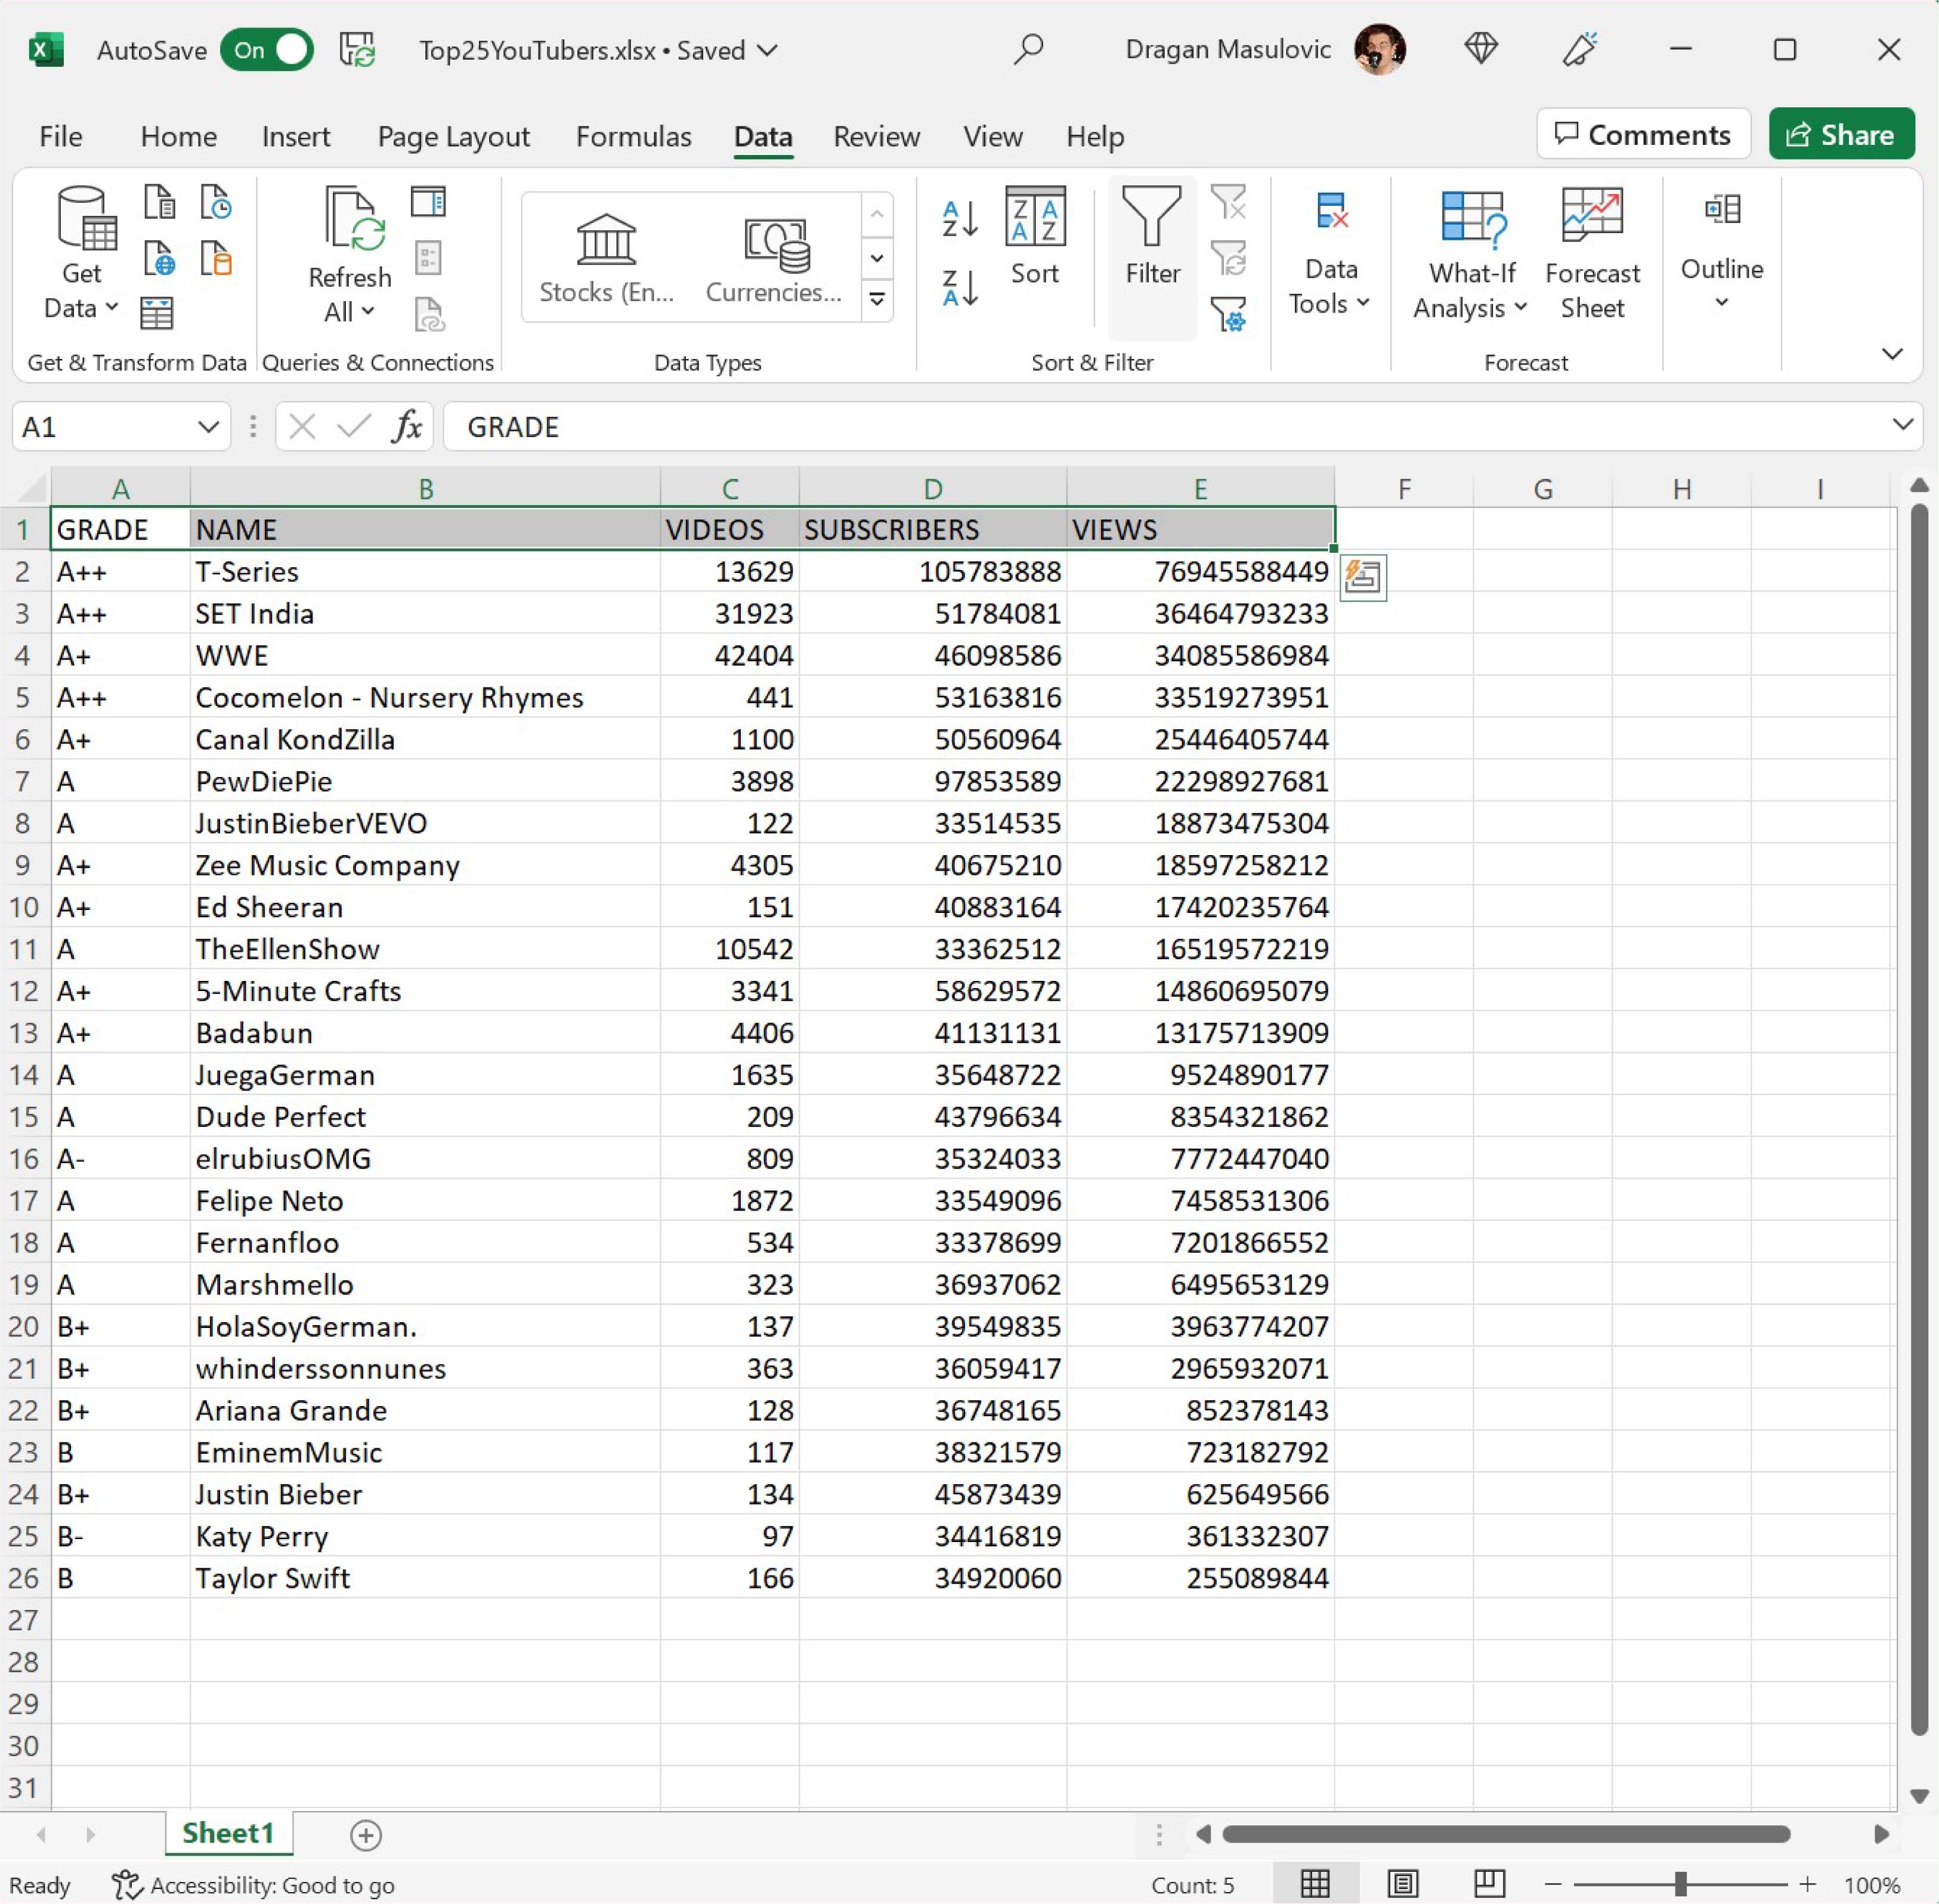 AutoSave On Top25YouTubers.xlsx • Saved Dragan Masulovic
File Home Insert Page Layout Formulas Data Review View Help Comments Share
Get Data Refresh All Stocks (En... Currencies... Sort Filter Data Tools What-If Analysis Forecast Sheet Outline
Get & Transform Data Queries & Connections Data Types Sort & Filter Forecast
A1 fx GRADE
A B C D E F G H I
1 GRADE NAME VIDEOS SUBSCRIBERS VIEWS
2 A++ T-Series 13629 105783888 76945588449
3 A++ SET India 31923 51784081 36464793233
4 A+ WWE 42404 46098586 34085586984
5 A++ Cocomelon - Nursery Rhymes 441 53163816 33519273951
6 A+ Canal KondZilla 1100 50560964 25446405744
7 A PewDiePie 3898 97853589 22298927681
8 A JustinBieberVEVO 122 33514535 18873475304
9 A+ Zee Music Company 4305 40675210 18597258212
10 A+ Ed Sheeran 151 40883164 17420235764
11 A TheEllenShow 10542 33362512 16519572219
12 A+ 5-Minute Crafts 3341 58629572 14860695079
13 A+ Badabun 4406 41131131 13175713909
14 A JuegaGerman 1635 35648722 9524890177
15 A Dude Perfect 209 43796634 8354321862
16 A- elrubiusOMG 809 35324033 7772447040
17 A Felipe Neto 1872 33549096 7458531306
18 A Fernanfloo 534 33378699 7201866552
19 A Marshmello 323 36937062 6495653129
20 B+ HolaSoyGerman. 137 39549835 3963774207
21 B+ whinderssonnunes 363 36059417 2965932071
22 B+ Ariana Grande 128 36748165 852378143
23 B EminemMusic 117 38321579 723182792
24 B+ Justin Bieber 134 45873439 625649566
25 B- Katy Perry 97 34416819 361332307
26 B Taylor Swift 166 34920060 255089844
27
28
29
30
31
Sheet1
Ready Accessibility: Good to go Count: 5 100%